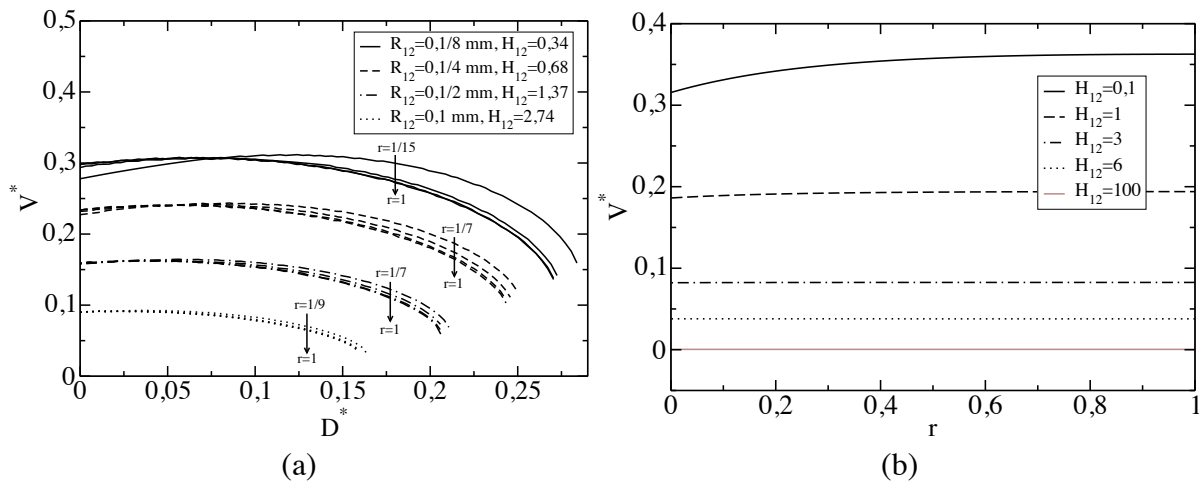 0,5
0,4
0,3
0,2
0,1
0
V*
R12=0,1/8 mm, H12=0,34
R12=0,1/4 mm, H12=0,68
R12=0,1/2 mm, H12=1,37
R12=0,1 mm, H12=2,74
r=1/15
r=1
r=1/7
r=1
r=1/7
r=1
r=1/9
r=1
0 0,05 0,1 0,15 0,2 0,25
D*
(a)
0,4
0,3
0,2
0,1
0
V*
H12=0,1
H12=1
H12=3
H12=6
H12=100
0 0,2 0,4 0,6 0,8 1
r
(b)